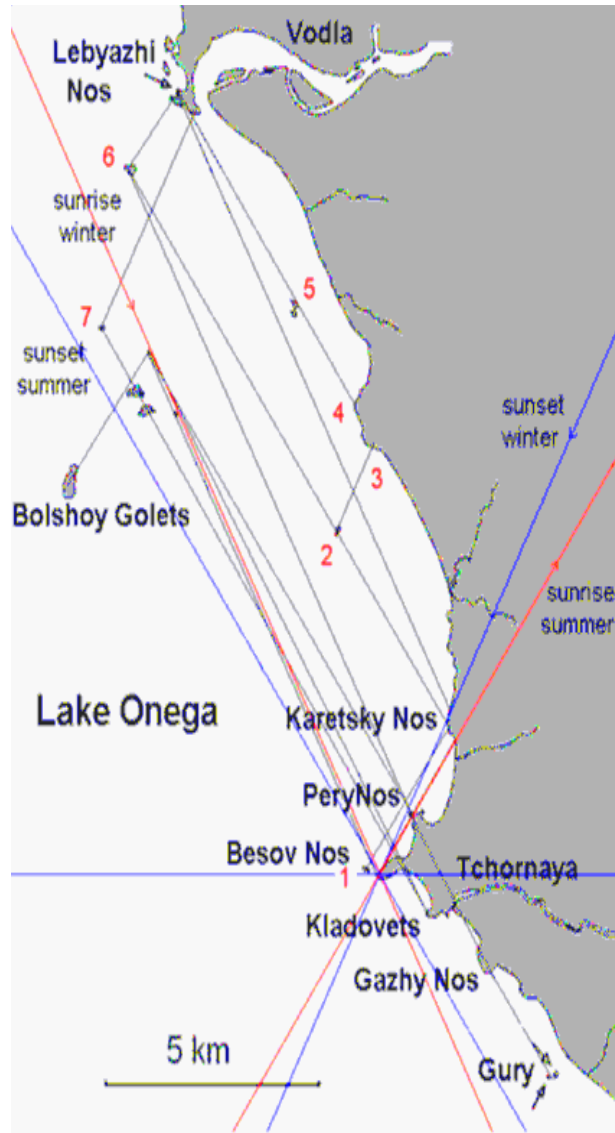 Vodla
Lebyazhi
Nos
6
sunrise
winter
5
7
sunset
summer
4
sunset
winter
3
Bolshoy Golets
2
sunrise
summer
Lake Onega
Karetsky Nos
PeryNos
Besov Nos
1
Tchornaya
Kladovets
Gazhy Nos
5 km
Gury